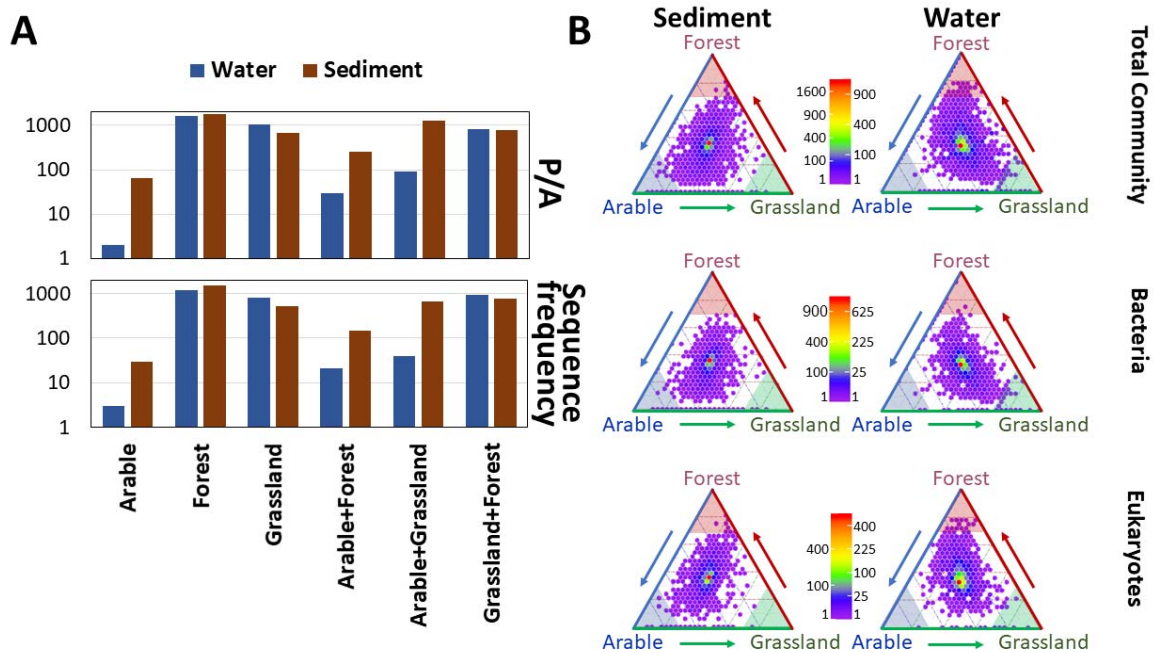 A
Water Sediment
1000
100
10
1
P/A
1000
100
10
1
Sequence
frequency
Arable
Forest
Grassland
Arable+Forest
Arable+Grassland
Grassland+Forest
B
Sediment Water
Forest Forest
1600
900
400
100
1
900
400
100
1
Arable Grassland Arable Grassland
Total Community
Forest Forest
900
400
100
1
625
225
25
1
Arable Grassland Arable Grassland
Bacteria
Forest Forest
400
100
1
400
225
100
25
1
Arable Grassland Arable Grassland
Eukaryotes